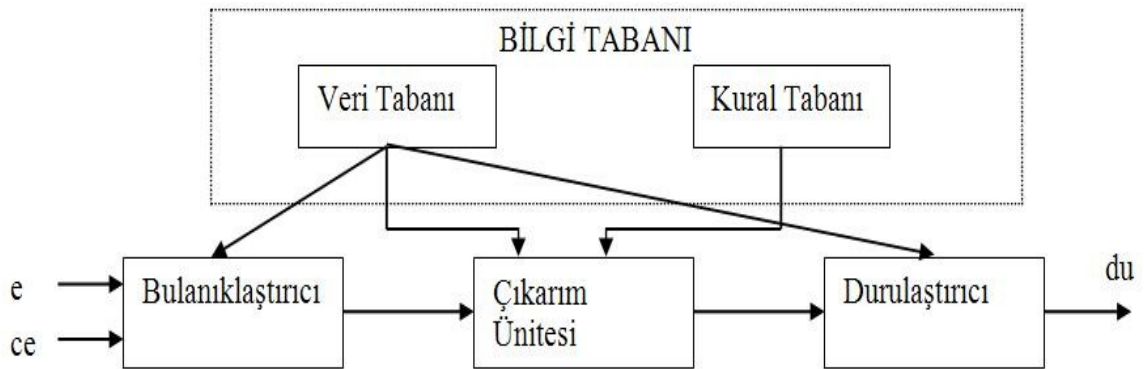 BİLGİ TABANI
Veri Tabanı
Kural Tabanı
e
ce
Bulanıklaştırıcı
Çıkarım
Ünitesi
Durulaştırıcı
du